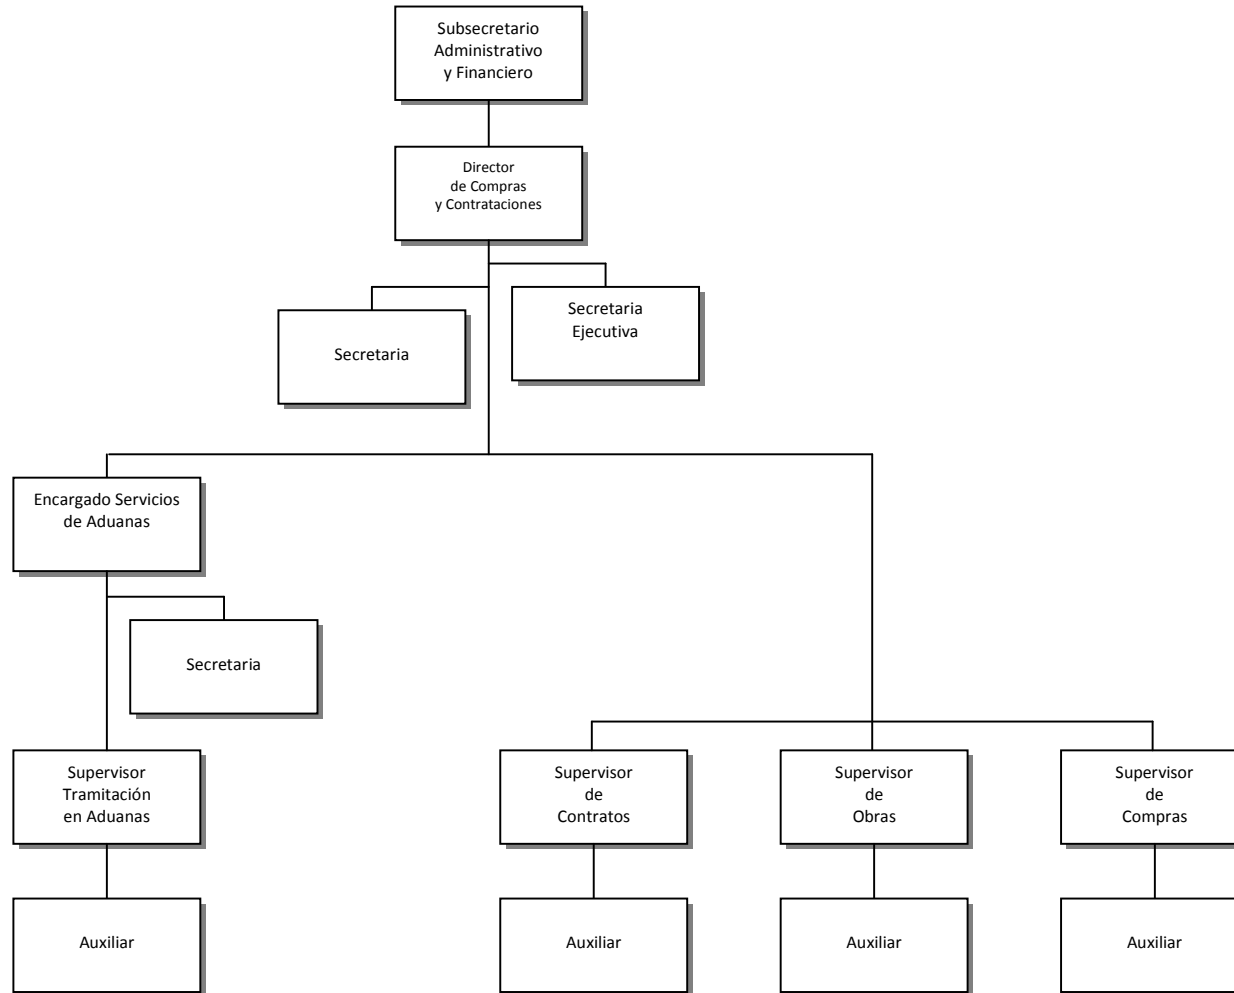 Subsecretario
Administrativo
y Financiero
Director
de Compras
y Contrataciones
Secretaria
Ejecutiva
Secretaria
Encargado Servicios
de Aduanas
Secretaria
Supervisor
Tramitación
en Aduanas
Supervisor
de
Contratos
Supervisor
de
Obras
Supervisor
de
Compras
Auxiliar
Auxiliar
Auxiliar
Auxiliar